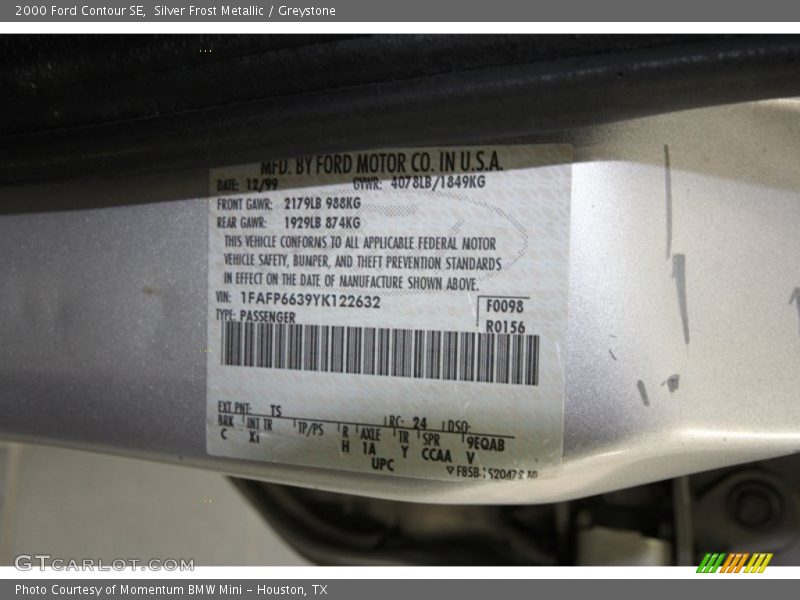 2000 Ford Contour SE,  Silver Frost Metallic / Greystone
MFD. BY FORD MOTOR CO. IN U.S.A.
DATE: 12/99 GVWR: 4078LB/1849KG
FRONT GAWR: 2179LB 988KG
REAR GAWR: 1929LB 874KG
THIS VEHICLE CONFORMS TO ALL APPLICABLE FEDERAL MOTOR
VEHICLE SAFETY, BUMPER, AND THEFT PREVENTION STANDARDS
IN EFFECT ON THE DATE OF MANUFACTURE SHOWN ABOVE.
VIN: 1FAFP6639YK122632
F0098
TYPE: PASSENGER
R0156
EXT PNT: TS RC: 24 DSO:
BRK INT TR TP/PS R AXLE TR SPR 9EQAB
C Xi H 1A Y CCAA V
UPC
GTCARLOT.COM
Photo Courtesy of Momentum BMW Mini – Houston, TX